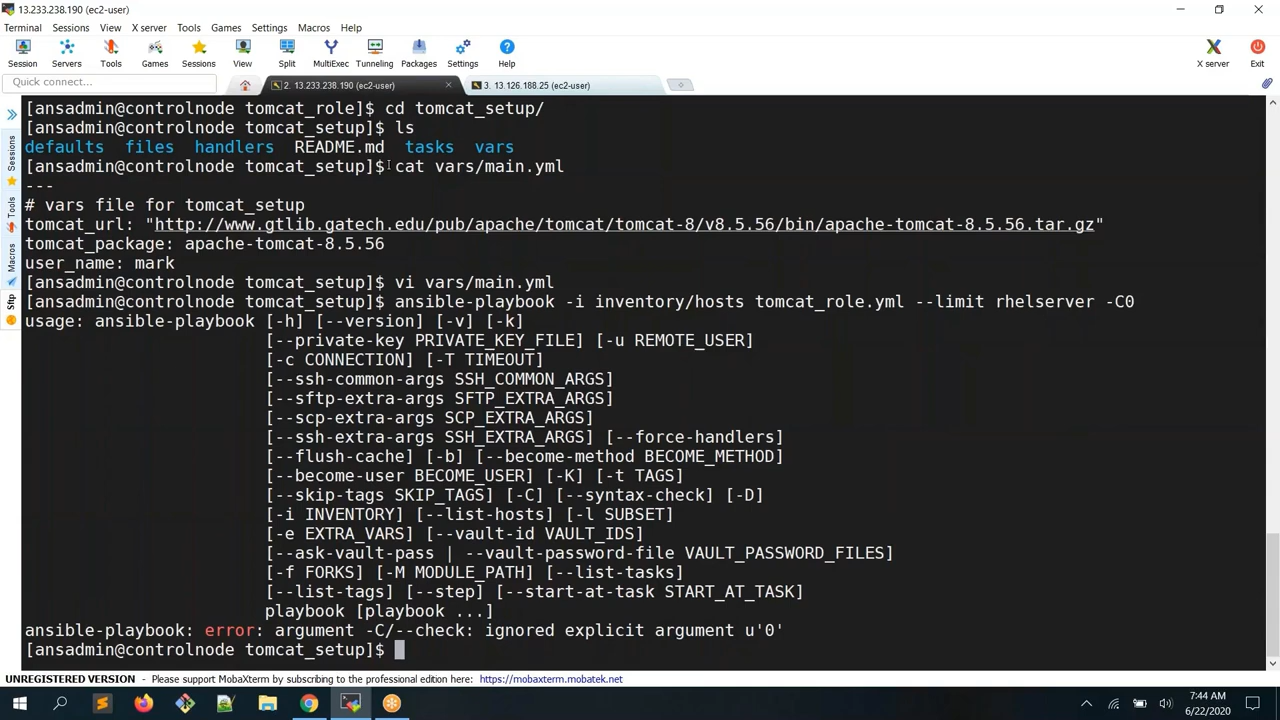 13.233.238.190 (ec2-user)
Terminal Sessions View X server Tools Games Settings Macros Help
Session Servers Tools Games Sessions View Split MultiExec Tunneling Packages Settings Help X server Exit
Quick connect...
2. 13.233.238.190 (ec2-user)
3. 13.126.188.25 (ec2-user)
Sessions
Tools
Macros
Sftp
[ansadmin@controlnode tomcat_role]$ cd tomcat_setup/
[ansadmin@controlnode tomcat_setup]$ ls
defaults files handlers README.md tasks vars
[ansadmin@controlnode tomcat_setup]$ cat vars/main.yml
---
# vars file for tomcat_setup
tomcat_url: "http://www.gtlib.gatech.edu/pub/apache/tomcat/tomcat-8/v8.5.56/bin/apache-tomcat-8.5.56.tar.gz"
tomcat_package: apache-tomcat-8.5.56
user_name: mark
[ansadmin@controlnode tomcat_setup]$ vi vars/main.yml
[ansadmin@controlnode tomcat_setup]$ ansible-playbook -i inventory/hosts tomcat_role.yml --limit rhelserver -C0
usage: ansible-playbook [-h] [--version] [-v] [-k]
[--private-key PRIVATE_KEY_FILE] [-u REMOTE_USER]
[-c CONNECTION] [-T TIMEOUT]
[--ssh-common-args SSH_COMMON_ARGS]
[--sftp-extra-args SFTP_EXTRA_ARGS]
[--scp-extra-args SCP_EXTRA_ARGS]
[--ssh-extra-args SSH_EXTRA_ARGS] [--force-handlers]
[--flush-cache] [-b] [--become-method BECOME_METHOD]
[--become-user BECOME_USER] [-K] [-t TAGS]
[--skip-tags SKIP_TAGS] [-C] [--syntax-check] [-D]
[-i INVENTORY] [--list-hosts] [-l SUBSET]
[-e EXTRA_VARS] [--vault-id VAULT_IDS]
[--ask-vault-pass | --vault-password-file VAULT_PASSWORD_FILES]
[-f FORKS] [-M MODULE_PATH] [--list-tasks]
[--list-tags] [--step] [--start-at-task START_AT_TASK]
playbook [playbook ...]
ansible-playbook: error: argument -C/--check: ignored explicit argument u'0'
[ansadmin@controlnode tomcat_setup]$
UNREGISTERED VERSION - Please support MobaXterm by subscribing to the professional edition here: https://mobaxterm.mobatek.net
7:44 AM
6/22/2020